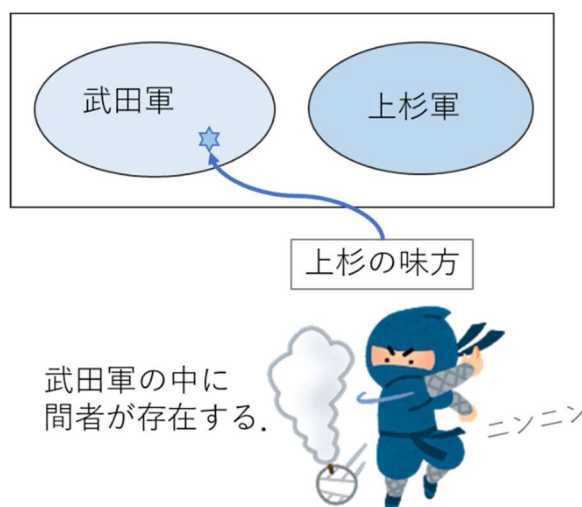 武田軍
上杉軍
上杉の味方
武田軍の中に
間者が存在する.
ニンニン